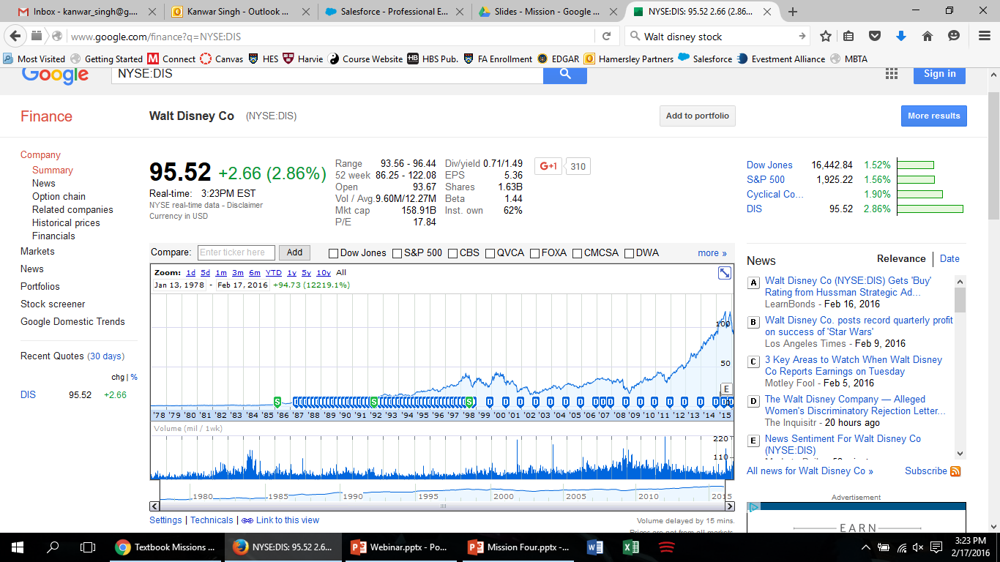 Inbox - kanwar_singh@g....
Kanwar Singh - Outlook ...
Salesforce - Professional E...
Slides - Mission - Google ...
NYSE:DIS: 95.52 2.66 (2.86...
www.google.com/finance?q=NYSE:DIS
Walt disney stock
Most Visited Getting Started Connect Canvas HES Harvie Course Website HBS Pub. FA Enrollment EDGAR Hamersley Partners Salesforce Evestment Alliance MBTA
Google
NYSE:DIS
Sign in
Finance
Walt Disney Co (NYSE:DIS)
Add to portfolio
More results
Company
Summary
News
Option chain
Related companies
Historical prices
Financials
Markets
News
Portfolios
Stock screener
Google Domestic Trends
Recent Quotes (30 days)
chg | %
DIS 95.52 +2.66
95.52 +2.66 (2.86%)
Real-time: 3:23PM EST
NYSE real-time data - Disclaimer
Currency in USD
Range 93.56 - 96.44
52 week 86.25 - 122.08
Open 93.67
Vol / Avg. 9.60M/12.27M
Mkt cap 158.91B
P/E 17.84
Div/yield 0.71/1.49
EPS 5.36
Shares 1.63B
Beta 1.44
Inst. own 62%
G+1 310
Dow Jones 16,442.84 1.52%
S&P 500 1,925.22 1.56%
Cyclical Co... 1.90%
DIS 95.52 2.86%
Compare: Enter ticker here Add Dow Jones S&P 500 CBS QVCA FOXA CMCSA DWA more »
Zoom: 1d 5d 1m 3m 6m YTD 1y 5y 10y All
Jan 13, 1978 - Feb 17, 2016 +94.73 (12219.1%)
100
50
E
'78 '79 '80 '81 '82 '83 '84 '85 '86 '87 '88 '89 '90 '91 '92 '93 '94 '95 '96 '97 '98 '99 '00 '01 '02 '03 '04 '05 '06 '07 '08 '09 '10 '11 '12 '13 '14 '15
Volume (mil / 1wk)
220
110
1980 1985 1990 1995 2000 2005 2010 2015
Settings | Technicals | Link to this view
Volume delayed by 15 mins.
Prices are not from all markets.
News
Relevance | Date
A Walt Disney Co (NYSE:DIS) Gets 'Buy'
Rating from Hussman Strategic Ad...
LearnBonds - Feb 16, 2016
B Walt Disney Co. posts record quarterly profit
on success of 'Star Wars'
Los Angeles Times - Feb 9, 2016
C 3 Key Areas to Watch When Walt Disney
Co Reports Earnings on Tuesday
Motley Fool - Feb 5, 2016
D The Walt Disney Company — Alleged
Women's Discriminatory Rejection Letter...
The Inquisitr - 20 hours ago
E News Sentiment For Walt Disney Co
(NYSE:DIS)
All news for Walt Disney Co »
Subscribe
Advertisement
EARN
Textbook Missions ...
NYSE:DIS: 95.52 2.6...
Webinar.pptx - Po...
Mission Four.pptx -...
3:23 PM
2/17/2016